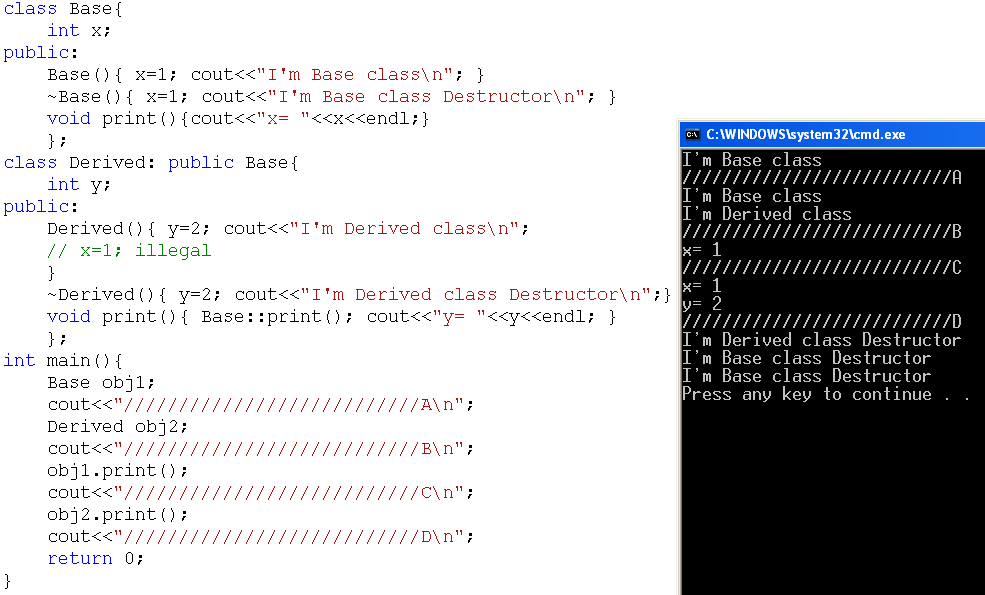 class Base{
    int x;
public:
    Base(){ x=1; cout<<"I'm Base class\n"; }
    ~Base(){ x=1; cout<<"I'm Base class Destructor\n"; }
    void print(){cout<<"x= "<<x<<endl;}
    };
class Derived: public Base{
    int y;
public:
    Derived(){ y=2; cout<<"I'm Derived class\n";
    // x=1; illegal
    }
    ~Derived(){ y=2; cout<<"I'm Derived class Destructor\n";}
    void print(){ Base::print(); cout<<"y= "<<y<<endl; }
    };
int main(){
    Base obj1;
    cout<<"///////////////////////////A\n";
    Derived obj2;
    cout<<"///////////////////////////B\n";
    obj1.print();
    cout<<"///////////////////////////C\n";
    obj2.print();
    cout<<"///////////////////////////D\n";
    return 0;
}
C:\WINDOWS\system32\cmd.exe
I'm Base class
///////////////////////////A
I'm Base class
I'm Derived class
///////////////////////////B
x= 1
///////////////////////////C
x= 1
y= 2
///////////////////////////D
I'm Derived class Destructor
I'm Base class Destructor
I'm Base class Destructor
Press any key to continue . .